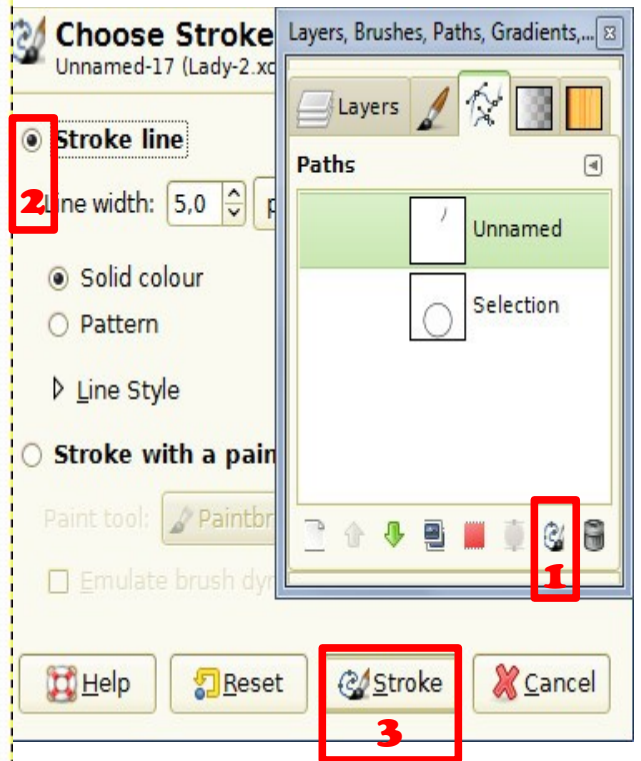 Choose Stroke
Unnamed-17 (Lady-2.xc
Stroke line
2
Line width: 5,0
Solid colour
Pattern
Line Style
Stroke with a pain
Paint tool: Paintbr
Emulate brush dyn
Layers, Brushes, Paths, Gradients,...
Layers
Paths
Unnamed
Selection
1
Help
Reset
Stroke
Cancel
3